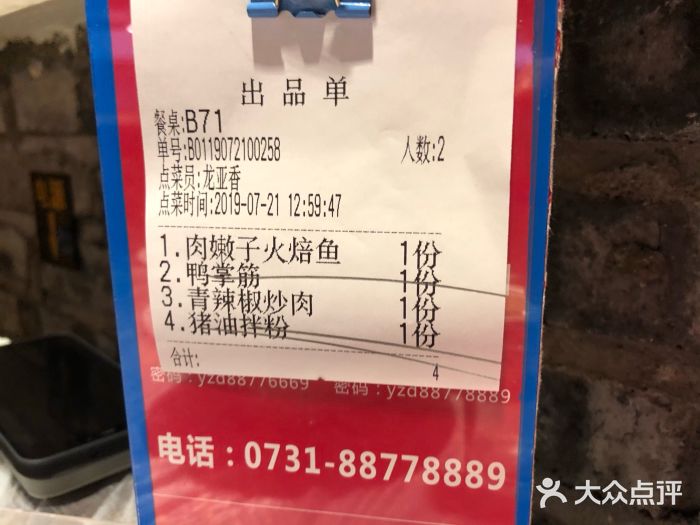 出品单
餐桌:B71
单号:B0119072100258 人数:2
点菜员:龙亚香
点菜时间:2019-07-21 12:59:47
1.肉嫩子火焙鱼 1份
2.鸭掌筋 1份
3.青辣椒炒肉 1份
4.猪油拌粉 1份
合计: 4
密码:yzd88776669 密码:yzd88778889
电话:0731-88778889
大众点评